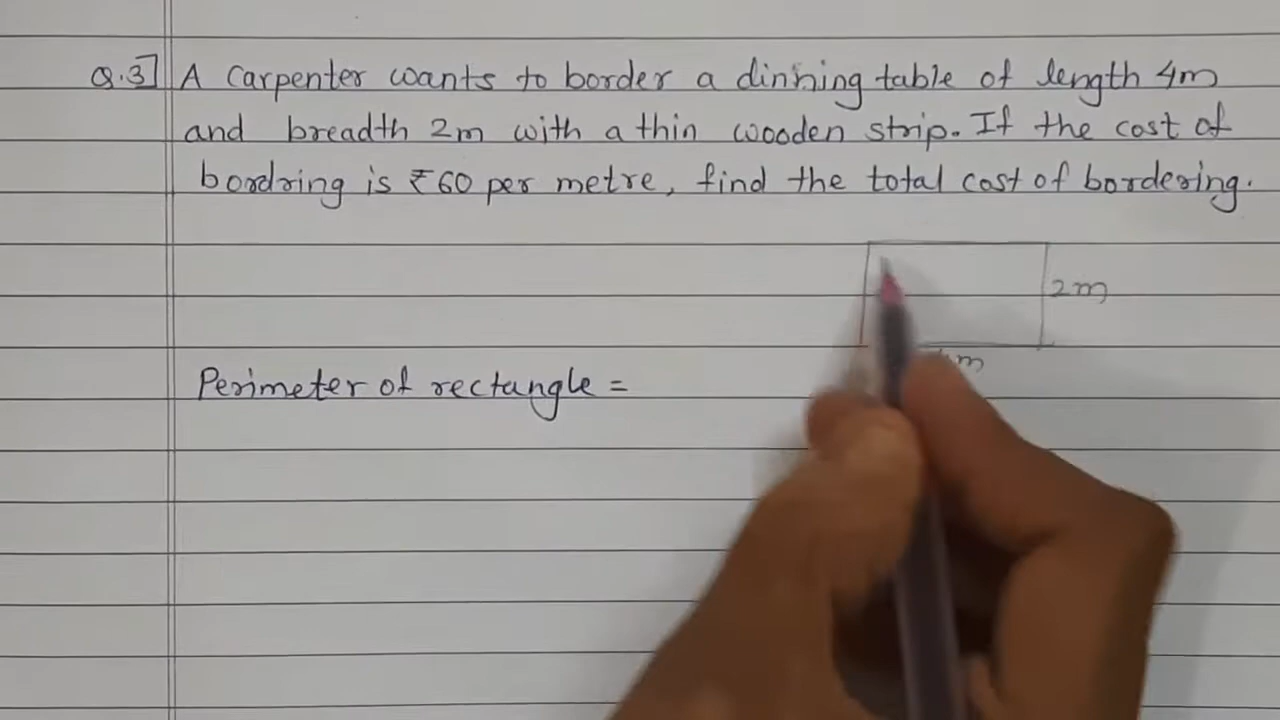 Q.3] A Carpenter wants to border a dinning table of length 4m
and breadth 2m with a thin wooden strip. If the cost of
bordring is ₹60 per metre, find the total cost of bordering.
2m
m
Perimeter of rectangle =